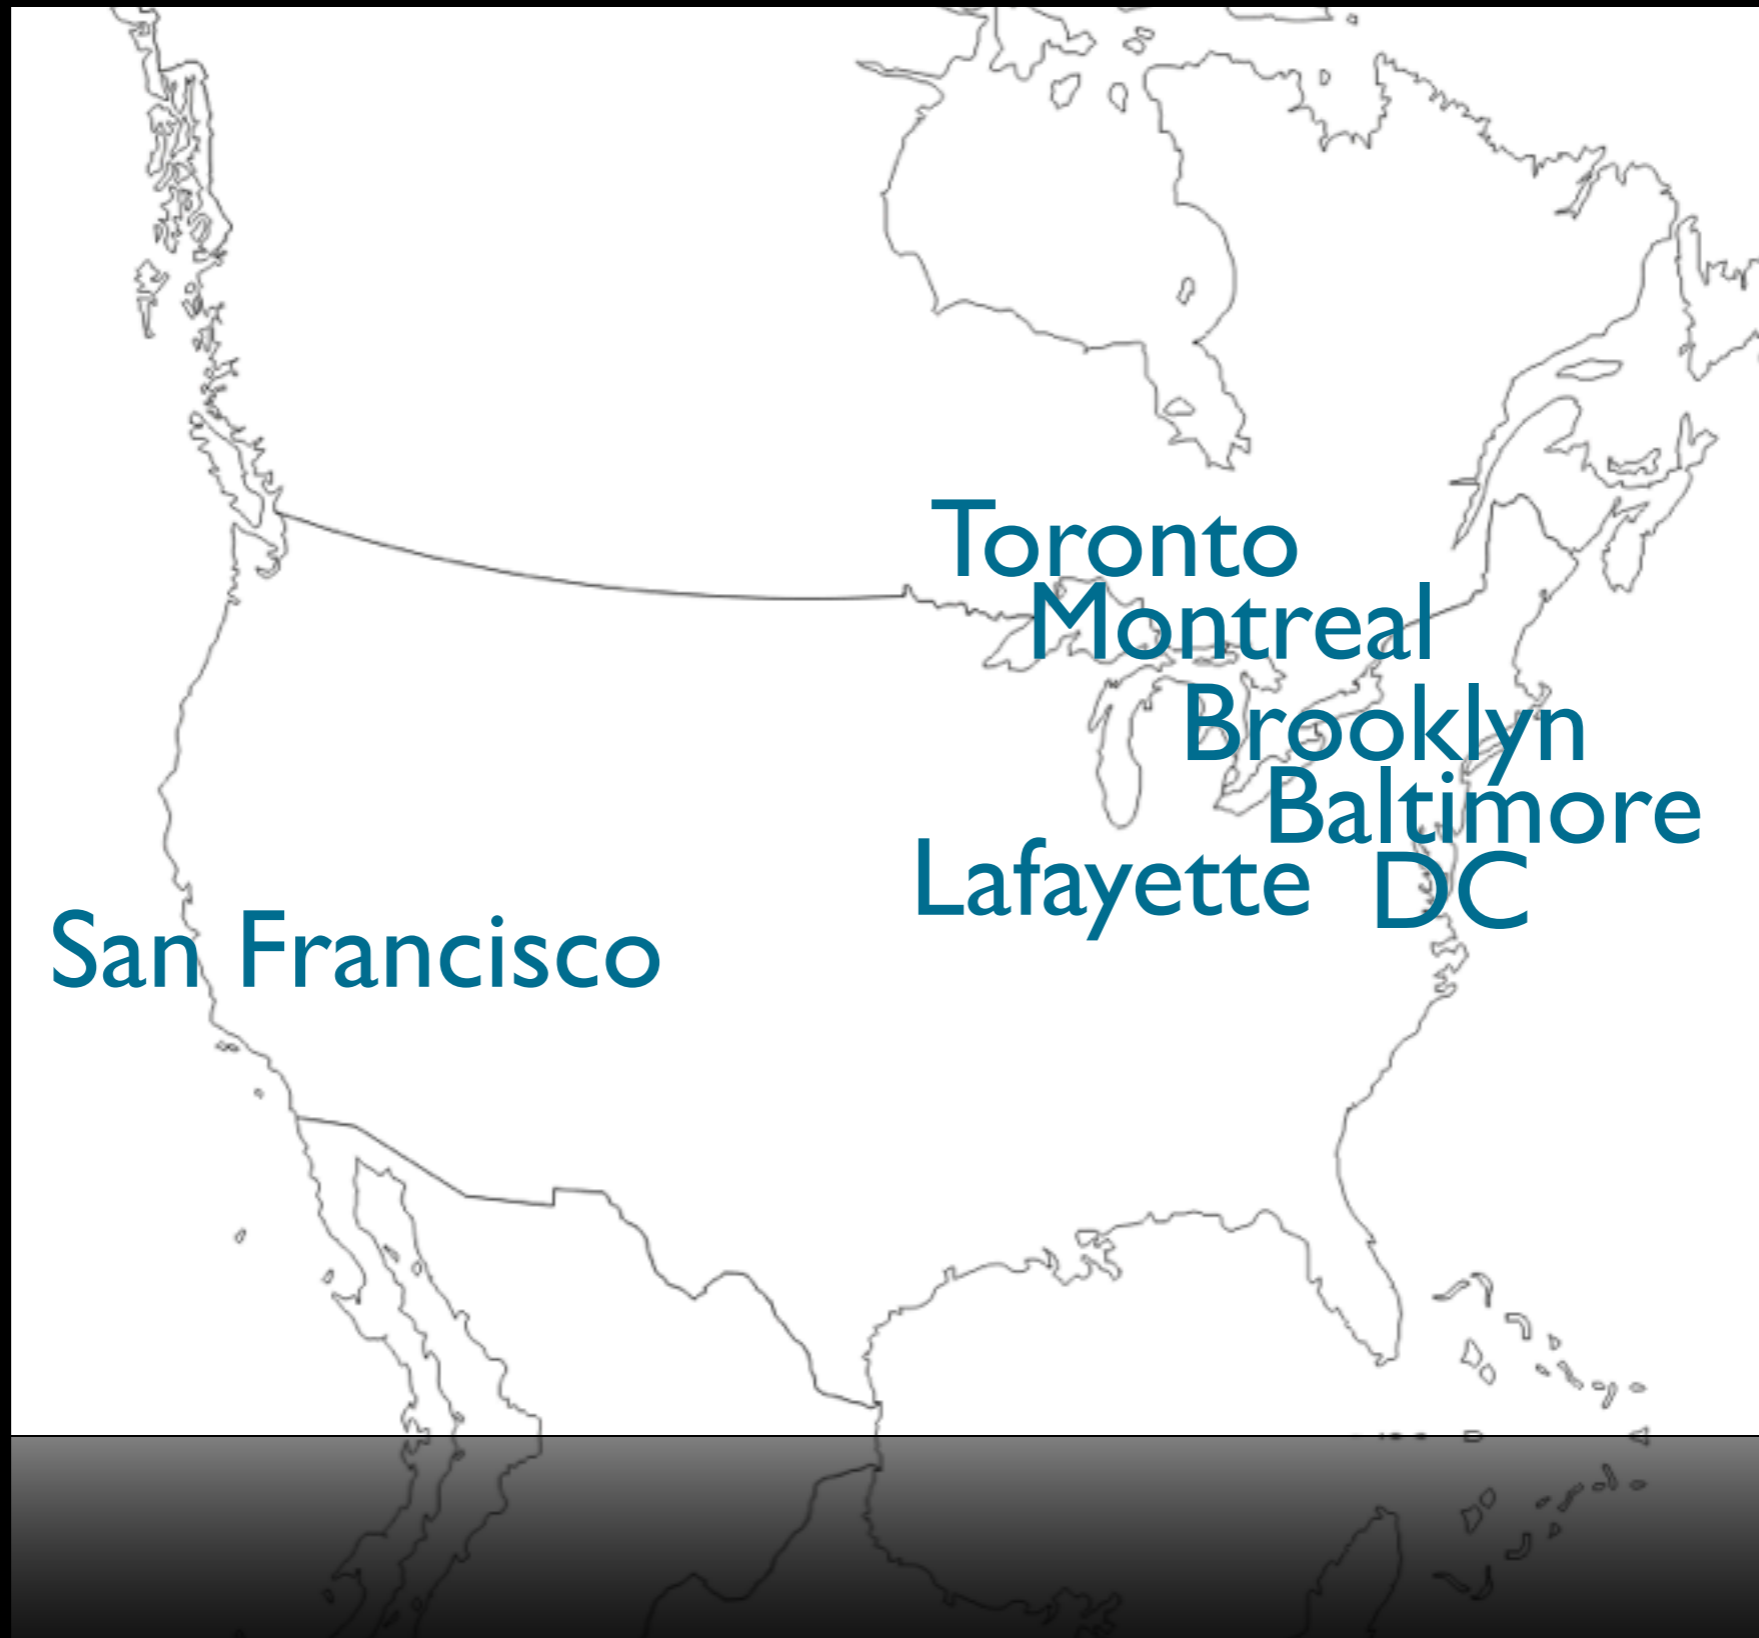 Toronto
Montreal
Brooklyn
Baltimore
Lafayette DC
San Francisco